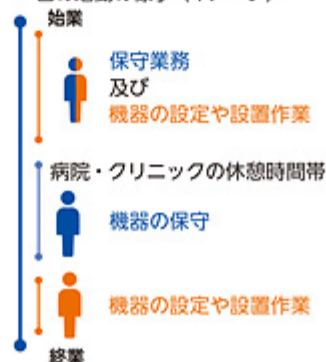 始業
保守業務
及び
機器の設定や設置作業
病院・クリニックの休憩時間帯
機器の保守
機器の設定や設置作業
終業